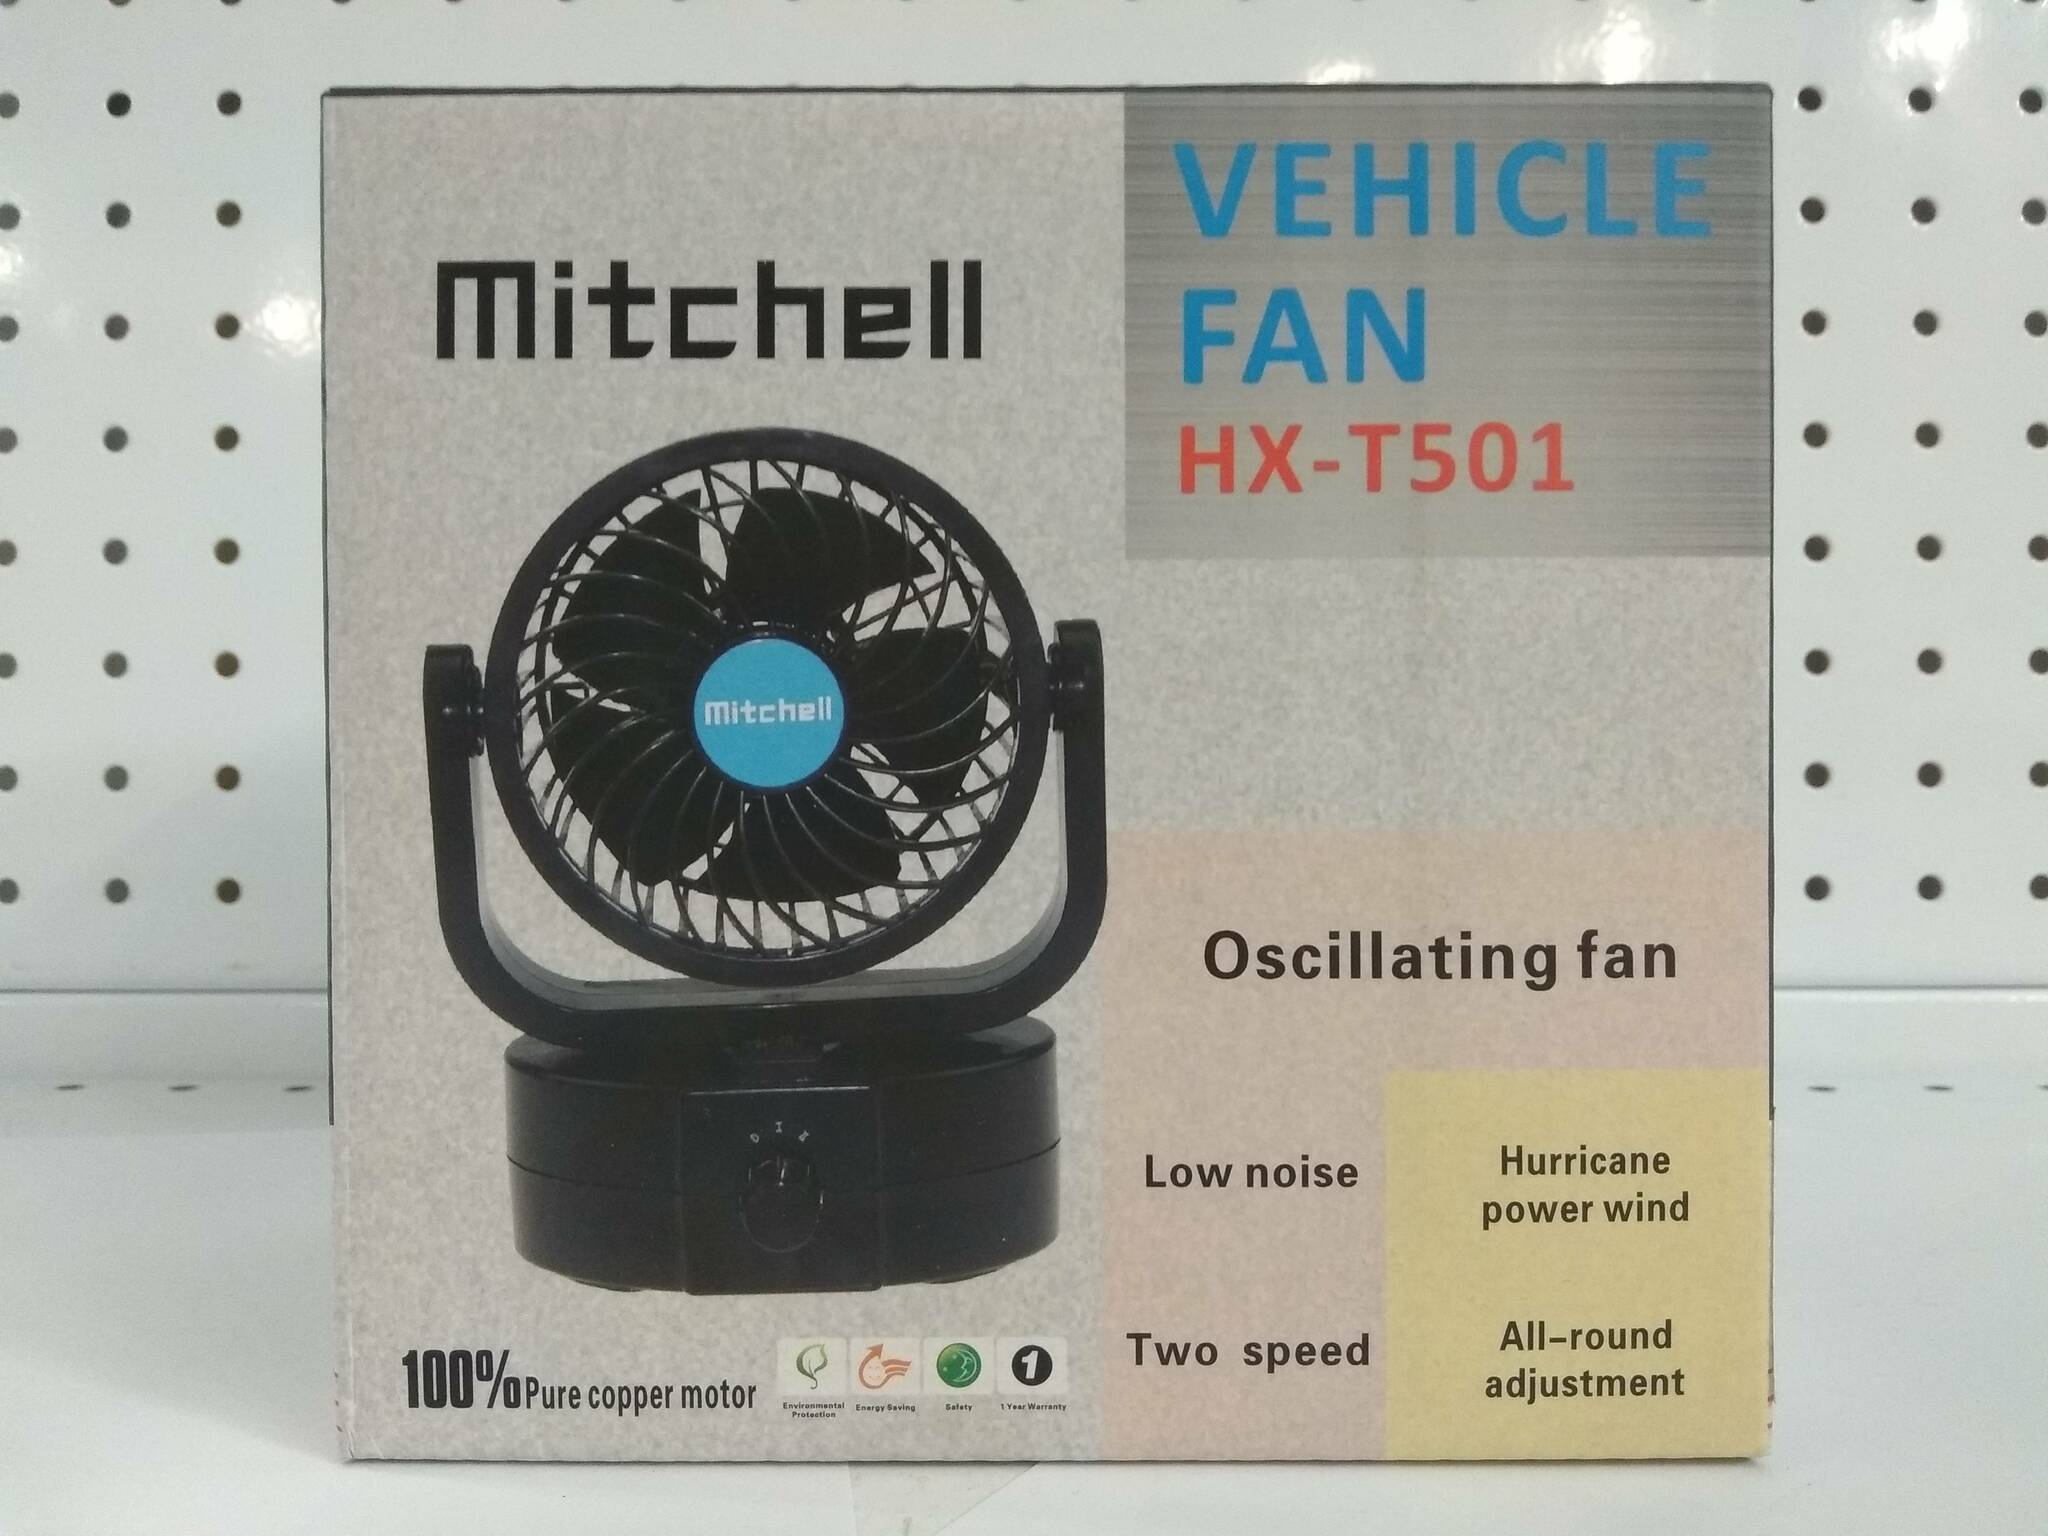 Mitchell
VEHICLE
FAN
HX-T501
Mitchell
Oscillating fan
Low noise
Hurricane
power wind
Two speed
All-round
adjustment
100% Pure copper motor
Environmental
Protection
Energy Saving
Safety
1
1 Year Warranty